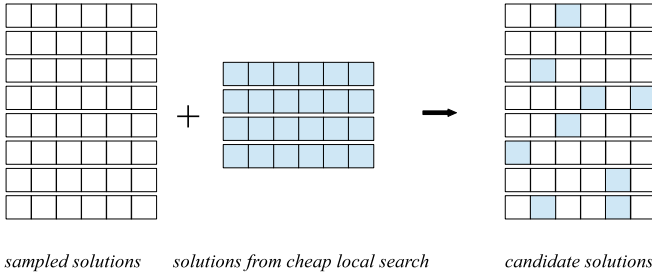 +
sampled solutions
solutions from cheap local search
candidate solutions